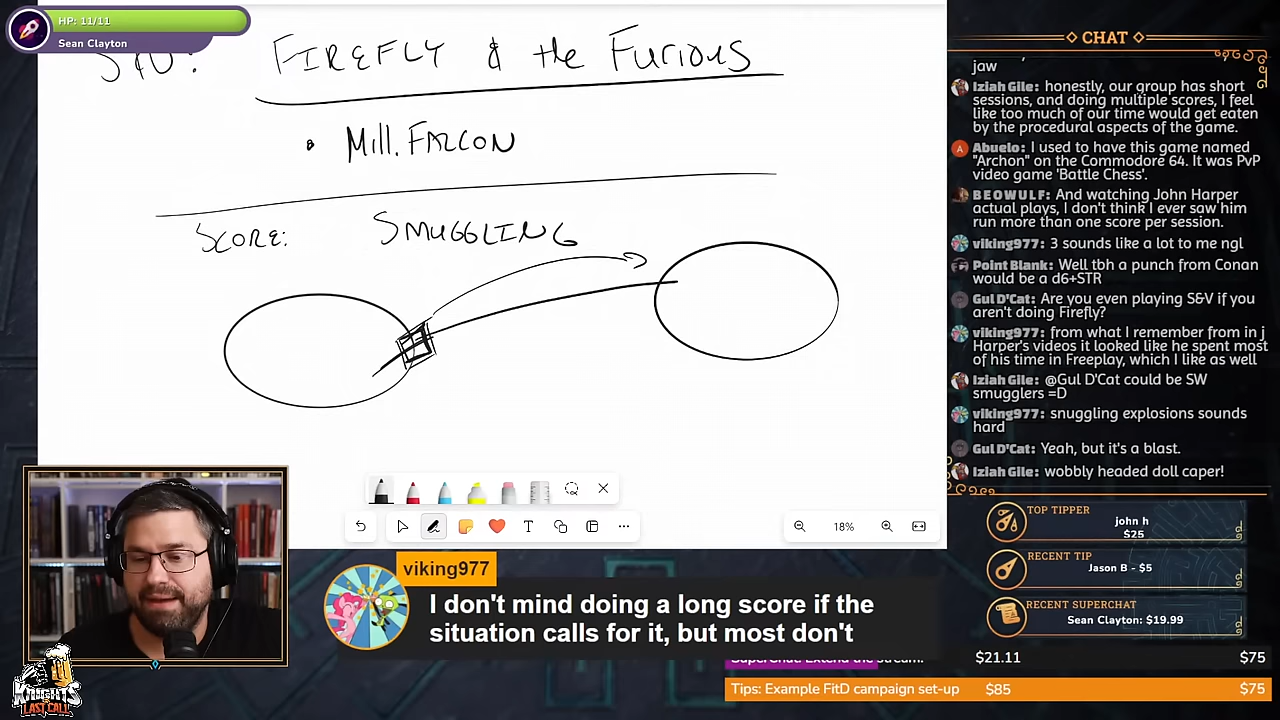 HP: 11/11
Sean Clayton
S&V: FIREFLY & the FURIOUS
• Mill. FALCON
SCORE: SMUGGLING
18%
T
viking977
I don't mind doing a long score if the
situation calls for it, but most don't
KNIGHTS
LAST CALL
CHAT
jaw
Iziah Gile: honestly, our group has short
sessions, and doing multiple scores, I feel
like too much of our time would get eaten
by the procedural aspects of the game.
A
Abuelo: I used to have this game named
"Archon" on the Commodore 64. It was PvP
video game 'Battle Chess'.
BEOWULF: And watching John Harper
actual plays, I don't think I ever saw him
run more than one score per session.
viking977: 3 sounds like a lot to me ngl
Point Blank: Well tbh a punch from Conan
would be a d6+STR
Gul D'Cat: Are you even playing S&V if you
aren't doing Firefly?
viking977: from what I remember from in j
Harper's videos it looked like he spent most
of his time in Freeplay, which I like as well
Iziah Gile: @Gul D'Cat could be SW
smugglers =D
viking977: snuggling explosions sounds
hard
Gul D'Cat: Yeah, but it's a blast.
Iziah Gile: wobbly headed doll caper!
TOP TIPPER
john h
$25
RECENT TIP
Jason B - $5
RECENT SUPERCHAT
Sean Clayton: $19.99
Superchat: Extend the stream! $21.11 $75
Tips: Example FitD campaign set-up $85 $75